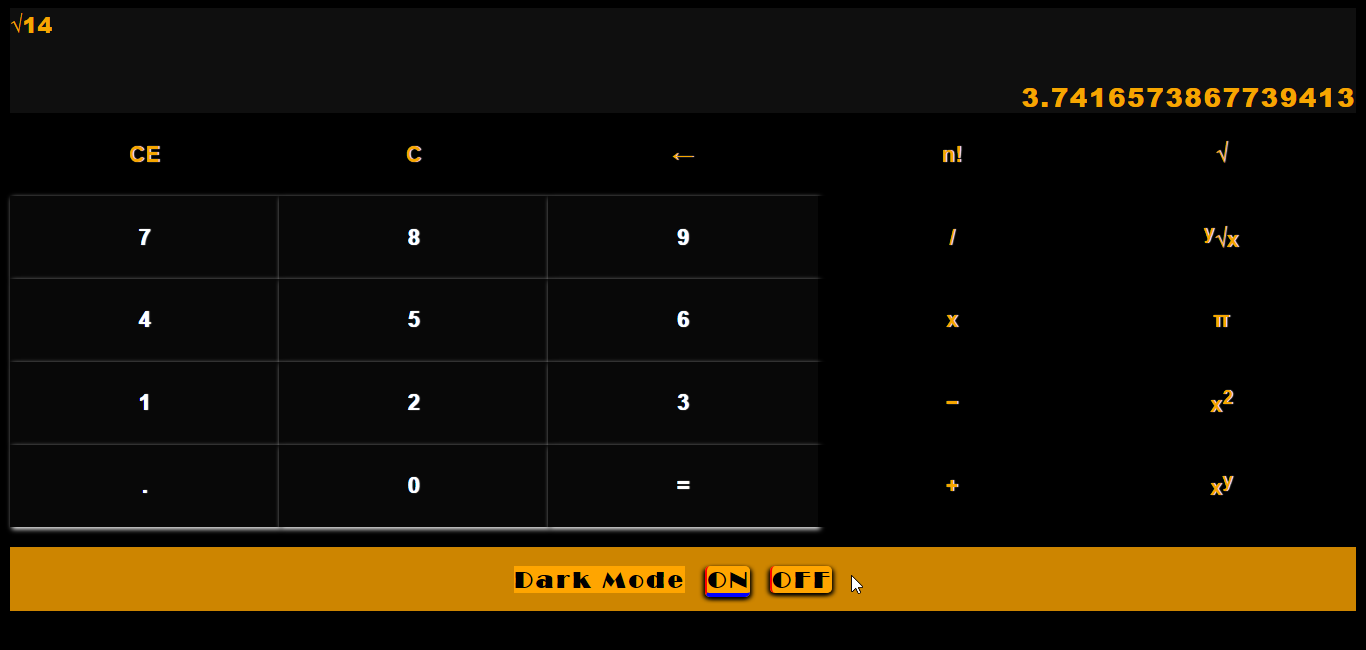 √14
3.7416573867739413
CE C ← n! √
7 8 9 / ʸ√x
4 5 6 x π
1 2 3 − x²
. 0 = + xʸ
Dark Mode ON OFF